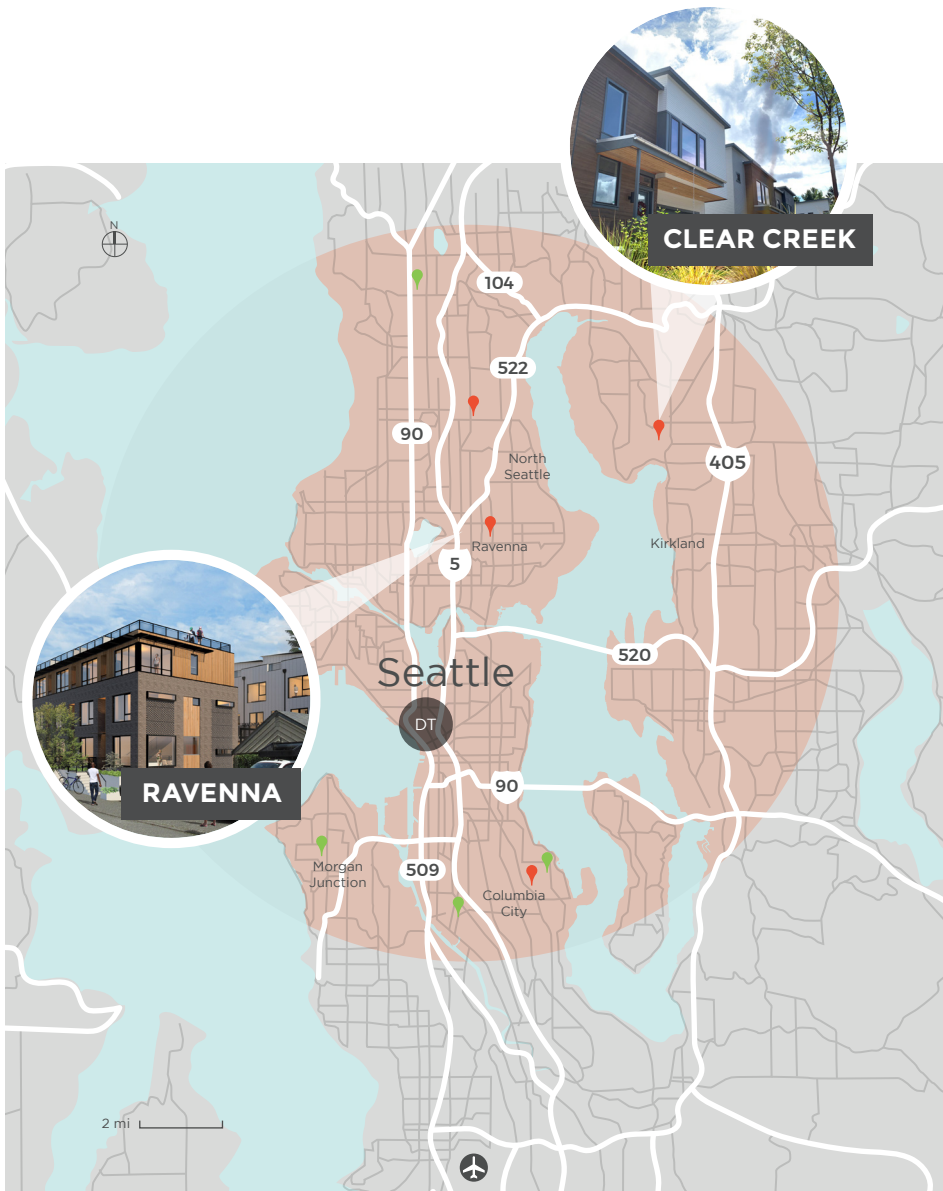 CLEAR CREEK
N
104
522
90
North
Seattle
405
Ravenna
Kirkland
5
520
Seattle
DT
RAVENNA
90
Morgan
Junction
509
Columbia
City
2 mi